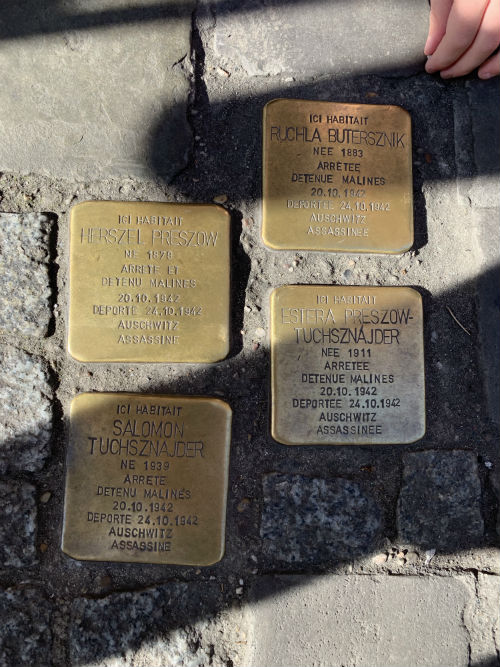 ICI HABITAIT
RUCHLA BUTERSZNIK
NEE 1883
ARRÊTEE
DETENUE MALINES
20.10.1942
DEPORTEE 24.10.1942
AUSCHWITZ
ASSASSINEE
ICI HABITAIT
HERSZEL PRESZOW
NE 1878
ARRETE ET
DETENU MALINES
20.10.1942
DEPORTE 24.10.1942
AUSCHWITZ
ASSASSINE
ICI HABITAIT
ESTERA PRESZOW-
TUCHSZNAJDER
NEE 1911
ARRETEE
DETENUE MALINES
20.10.1942
DEPORTEE 24.10.1942
AUSCHWITZ
ASSASSINEE
ICI HABITAIT
SALOMON
TUCHSZNAJDER
NE 1939
ARRÊTE
DETENU MALINES
20.10.1942
DEPORTE 24.10.1942
AUSCHWITZ
ASSASSINE